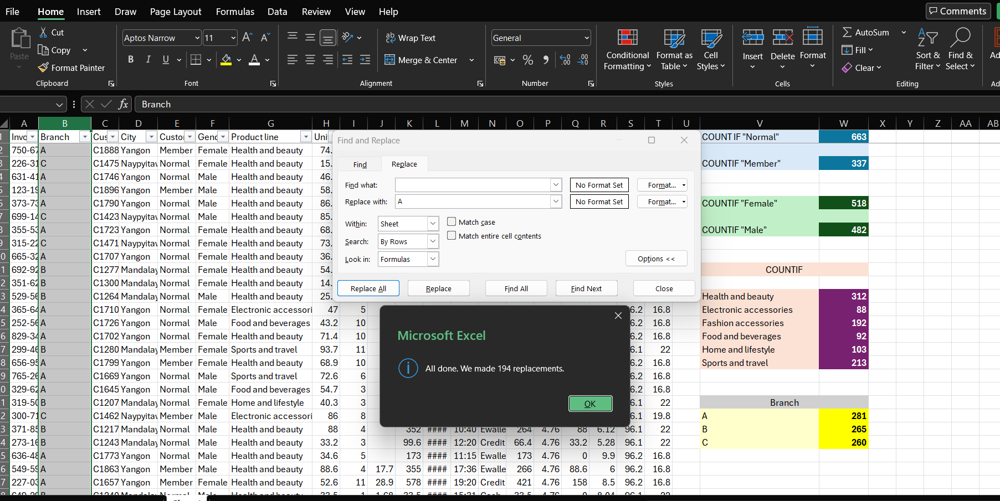 File Home Insert Draw Page Layout Formulas Data Review View Help Comments
Paste Cut Copy Format Painter Clipboard
Aptos Narrow 11 B I U A Font
ab Wrap Text Merge & Center Alignment
General % Number
Conditional Formatting Format as Table Cell Styles Styles
Insert Delete Format Cells
AutoSum Fill Clear Sort & Filter Find & Select Editing
fx Branch
A B C D E F G H I J K L M N O P Q R S T U V W X Y Z AA AB
Invo Branch Cus City Custo Gend Product line Uni COUNT IF "Normal" 663
750-67 A C1888 Yangon Member Female Health and beauty 74.
226-31 C C1475 Naypyitaw Normal Female Health and beauty 15. COUNTIF "Member" 337
631-41 A C1746 Yangon Normal Male Health and beauty 46.
123-19 A C1896 Yangon Member Male Health and beauty 58.
373-73 A C1790 Yangon Normal Male Health and beauty 86. COUNTIF "Female" 518
699-14 C C1423 Naypyitaw Normal Male Health and beauty 85.
355-53 A C1723 Yangon Normal Female Health and beauty 68. COUNTIF "Male" 482
315-22 C C1471 Naypyitaw Normal Female Health and beauty 73.
665-32 A C1707 Yangon Normal Female Health and beauty 36.
692-92 B C1277 Mandalay Normal Female Health and beauty 54. COUNTIF
351-62 B C1300 Mandalay Normal Female Health and beauty 14.
529-56 B C1264 Mandalay Normal Male Health and beauty 25. Health and beauty 312
365-64 A C1710 Yangon Normal Female Electronic accessori 47 5 6.2 16.8 Electronic accessories 88
252-56 A C1726 Yangon Normal Male Food and beverages 43.2 10 6.2 16.8 Fashion accessories 192
829-34 A C1702 Yangon Normal Female Health and beauty 71.4 10 6.2 16.8 Food and beverages 92
299-46 B C1280 Mandalay Member Female Sports and travel 93.7 11 6.1 22 Home and lifestyle 103
656-95 A C1799 Yangon Member Female Health and beauty 68.9 10 6.2 16.8 Sports and travel 213
765-26 A C1669 Yangon Normal Male Sports and travel 72.6 6 6.2 16.8
329-62 A C1645 Yangon Normal Male Food and beverages 54.7 3 6.2 16.8
319-50 B C1207 Mandalay Normal Female Home and lifestyle 40.3 3 6.1 22 Branch
300-71 C C1462 Naypyitaw Member Male Electronic accessori 86 8 6.1 19.8 A 281
371-85 B C1217 Mandalay Normal Male Health and beauty 88 4 352 #### 10:40 Ewalle 264 4.76 88 6.12 96.1 22 B 265
273-16 B C1243 Mandalay Normal Male Health and beauty 33.2 3 99.6 #### 12:20 Credit 66.4 4.76 33.2 5.28 96.1 22 C 260
636-48 A C1773 Yangon Normal Male Health and beauty 34.6 5 173 #### 11:15 Ewalle 173 4.76 0 9.9 96.2 16.8
549-59 A C1863 Yangon Member Male Health and beauty 88.6 4 17.7 355 #### 17:36 Ewalle 266 4.76 88.6 6 96.2 16.8
227-03 A C1657 Yangon Member Female Health and beauty 52.6 11 28.9 578 #### 19:20 Credit 421 4.76 158 8.5 96.2 16.8
Find and Replace
Find Replace
Find what: No Format Set Format...
Replace with: A No Format Set Format...
Within: Sheet Match case
Match entire cell contents
Search: By Rows
Look in: Formulas Options <<
Replace All Replace Find All Find Next Close
Microsoft Excel
All done. We made 194 replacements.
OK